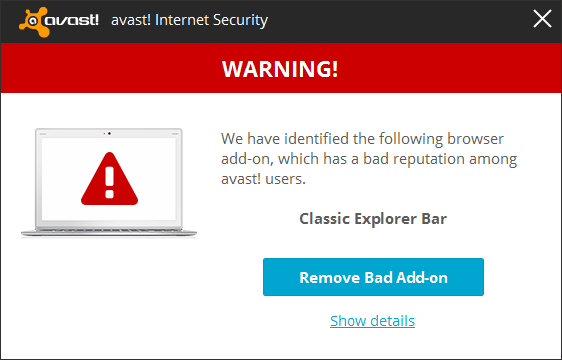 avast! avast! Internet Security
WARNING!
We have identified the following browser
add-on, which has a bad reputation among
avast! users.
Classic Explorer Bar
Remove Bad Add-on
Show details